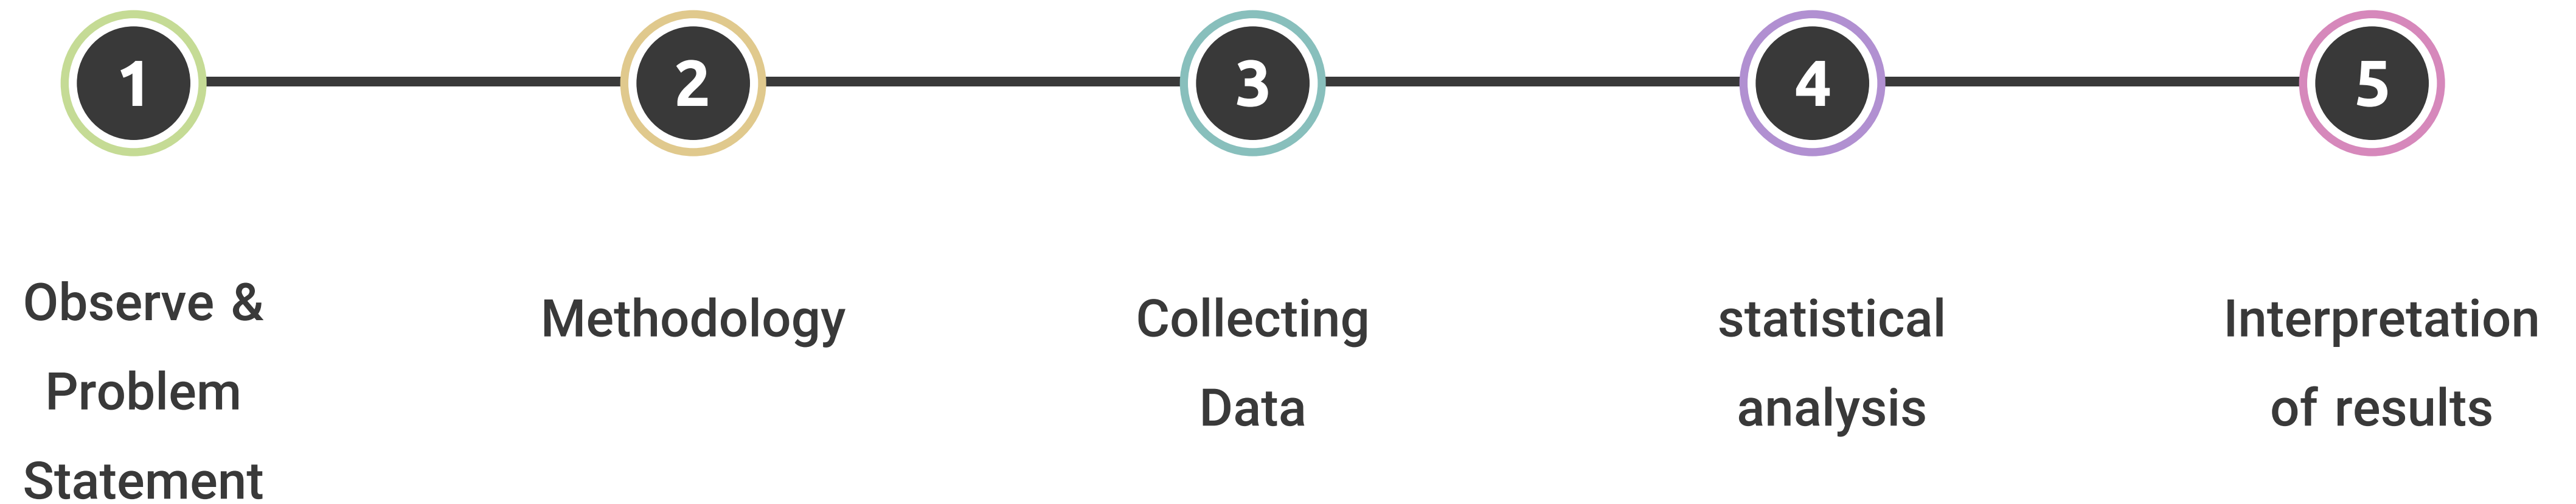 1
2
3
4
5
Observe &
Problem
Statement
Methodology
Collecting
Data
statistical
analysis
Interpretation
of results